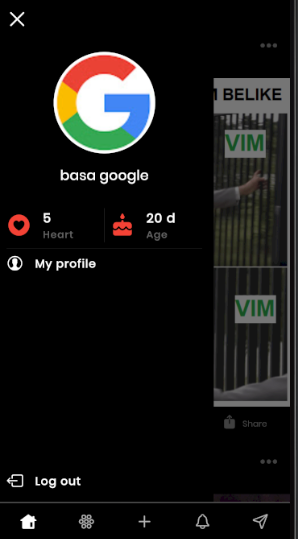 M BELIKE
VIM
basa google
5
Heart
20 d
Age
My profile
VIM
Share
Log out